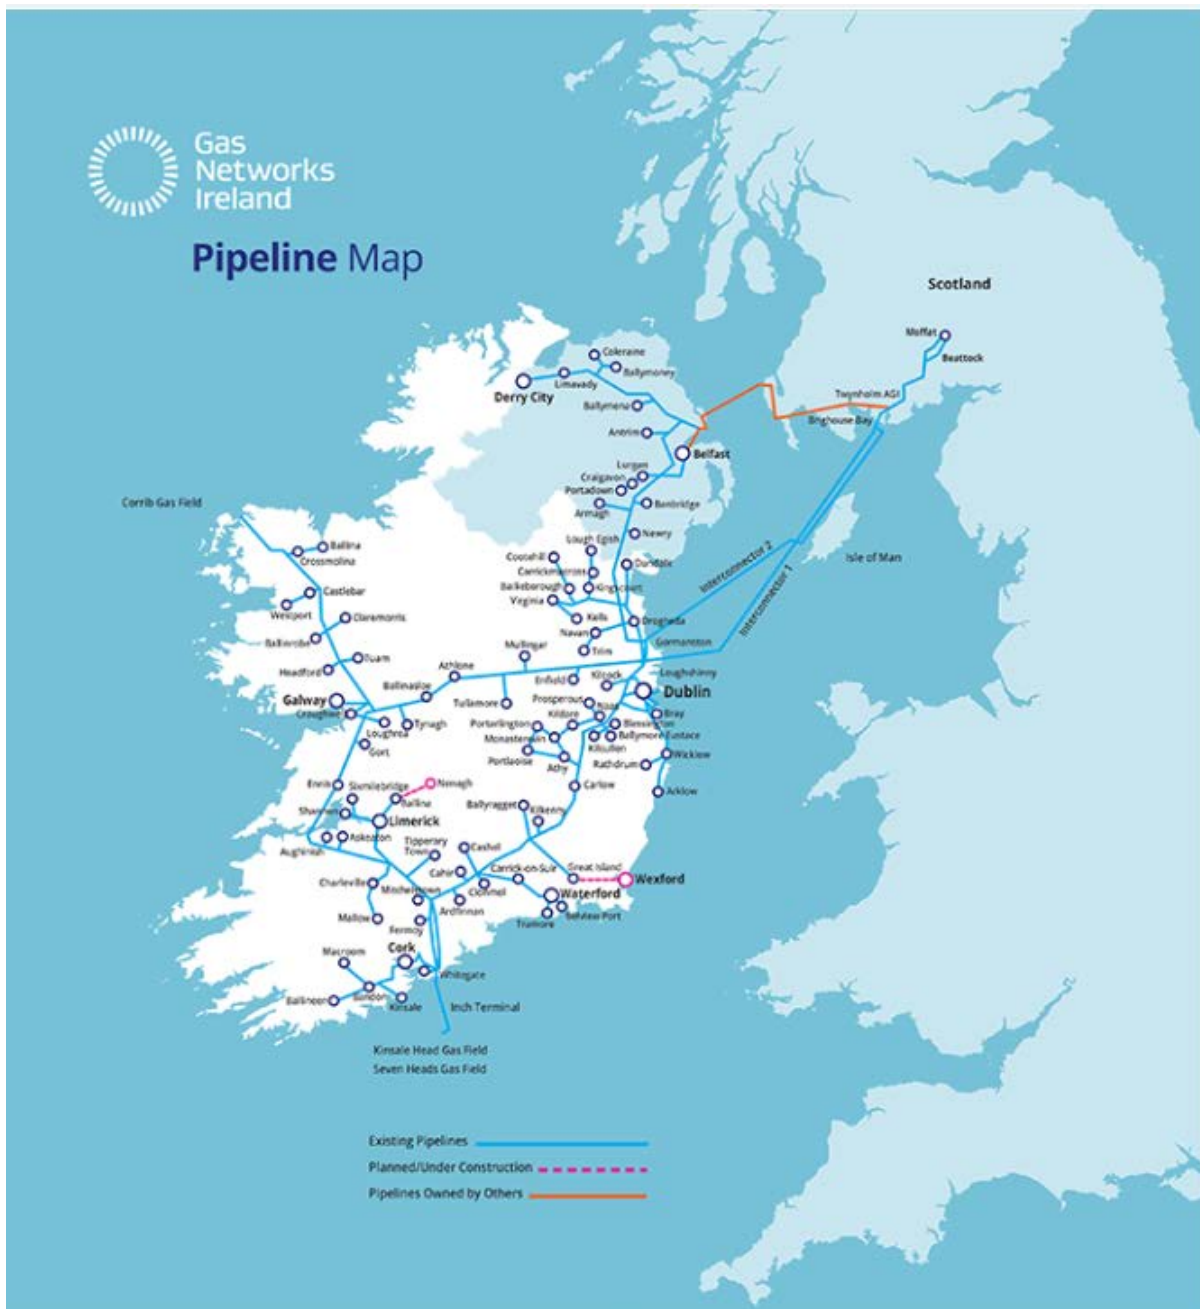 Gas
Networks
Ireland
Pipeline Map
Scotland
Moffat
Beattock
Twynholm AGI
Brighouse Bay
Coleraine
Ballymoney
Limavady
Derry City
Ballymena
Antrim
Belfast
Lurgan
Craigavon
Portadown
Banbridge
Armagh
Newry
Corrib Gas Field
Lough Egish
Ballina
Crossmolina
Cootehill
Dundalk
Carrickmacross
Interconnector 2
Isle of Man
Bailieborough
Kingscourt
Castlebar
Virginia
Westport
Claremorris
Kells
Drogheda
Interconnector 1
Navan
Ballinrobe
Mullingar
Trim
Gormanston
Tuam
Athlone
Headford
Enfield
Kilcock
Loughshinny
Ballinasloe
Dublin
Galway
Tullamore
Prosperous
Naas
Craughwell
Kildare
Bray
Tynagh
Portarlington
Blessington
Loughrea
Monasterevin
Ballymore Eustace
Gort
Kilcullen
Wicklow
Portlaoise
Athy
Rathdrum
Ennis
Sixmilebridge
Nenagh
Carlow
Arklow
Ballina
Ballyragget
Kilkenny
Shannon
Limerick
Askeaton
Tipperary
Town
Cashel
Aughinish
Cahir
Carrick-on-Suir
Great Island
Wexford
Charleville
Mitchelstown
Clonmel
Waterford
Ardfinnan
Belview Port
Mallow
Tramore
Fermoy
Cork
Macroom
Whitegate
Ballineen
Bandon
Kinsale
Inch Terminal
Kinsale Head Gas Field
Seven Heads Gas Field
Existing Pipelines
Planned/Under Construction
Pipelines Owned by Others